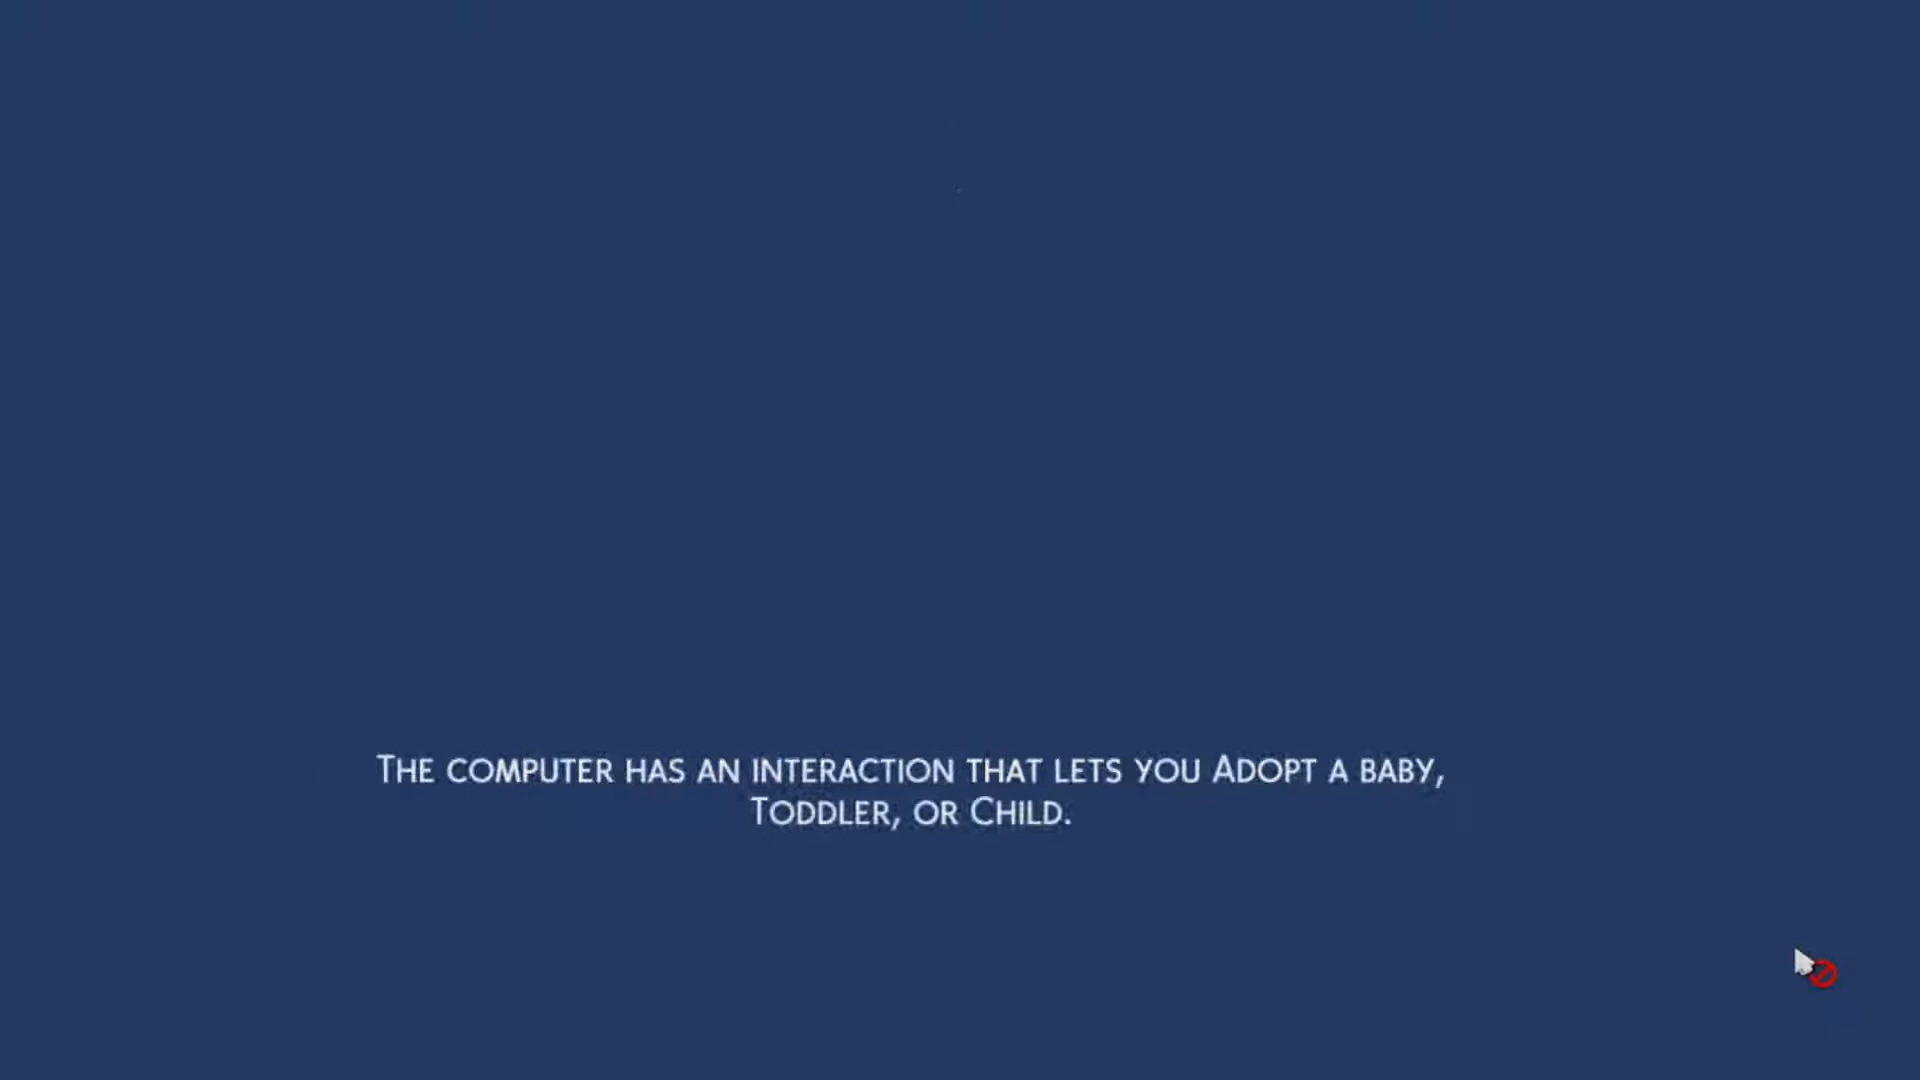 The computer has an interaction that lets you Adopt a baby,
Toddler, or Child.